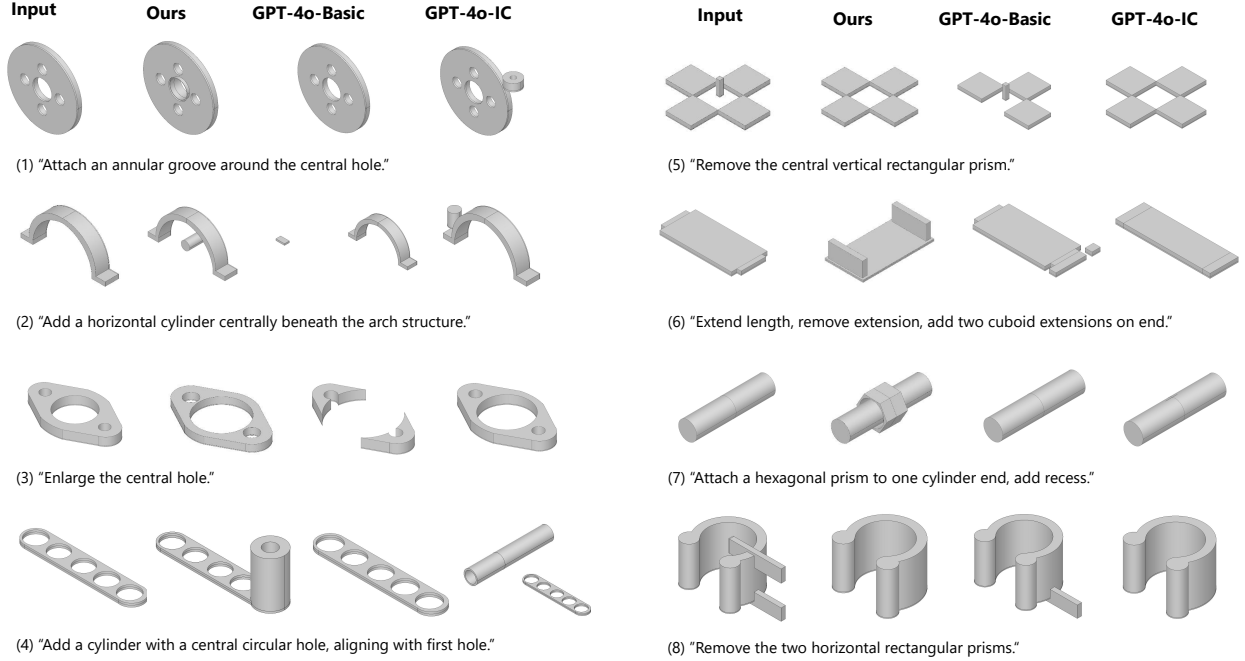 Input Ours GPT-4o-Basic GPT-4o-IC
(1) “Attach an annular groove around the central hole.”
(2) “Add a horizontal cylinder centrally beneath the arch structure.”
(3) “Enlarge the central hole.”
(4) “Add a cylinder with a central circular hole, aligning with first hole.”
Input Ours GPT-4o-Basic GPT-4o-IC
(5) “Remove the central vertical rectangular prism.”
(6) “Extend length, remove extension, add two cuboid extensions on end.”
(7) “Attach a hexagonal prism to one cylinder end, add recess.”
(8) “Remove the two horizontal rectangular prisms.“